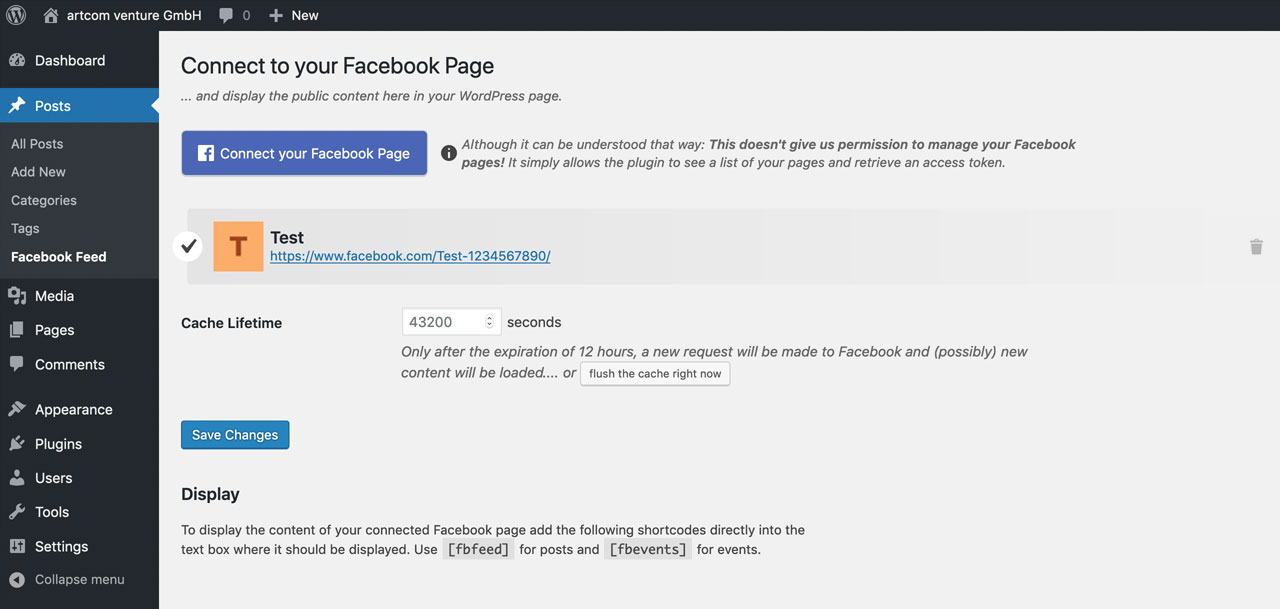 artcom venture GmbH 0 New
Dashboard
Posts
All Posts
Add New
Categories
Tags
Facebook Feed
Media
Pages
Comments
Appearance
Plugins
Users
Tools
Settings
Collapse menu
Connect to your Facebook Page
... and display the public content here in your WordPress page.
Connect your Facebook Page
Although it can be understood that way: This doesn't give us permission to manage your Facebook
pages! It simply allows the plugin to see a list of your pages and retrieve an access token.
T
Test
https://www.facebook.com/Test-1234567890/
Cache Lifetime
43200 seconds
Only after the expiration of 12 hours, a new request will be made to Facebook and (possibly) new
content will be loaded.... or flush the cache right now
Save Changes
Display
To display the content of your connected Facebook page add the following shortcodes directly into the
text box where it should be displayed. Use [fbfeed] for posts and [fbevents] for events.